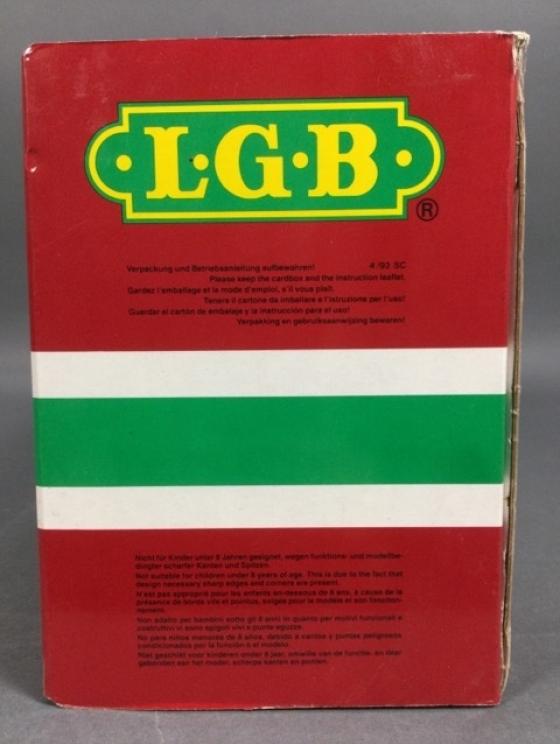 ·L·G·B·
®
Verpackung und Betriebsanleitung aufbewahren! 4/92 SC
Please keep the cardbox and the instruction leaflet.
Gardez l'emballage et le mode d'emploi, s'il vous plaît.
Tenere il cartone da imballare e l'istruzione per l'uso!
Guardar el cartón de embalaje y la instrucción para el uso!
Verpakking en gebruiksaanwijzing bewaren!
Nicht für Kinder unter 8 Jahren geeignet, wegen funktions- und modellbe-
dingter scharfer Kanten und Spitzen.
Not suitable for children under 8 years of age. This is due to the fact that
design necessary sharp edges and corners are present.
N'est pas approprié pour les enfants en-dessous de 8 ans, à cause de la
présence de bords vifs et pointus, exigés pour le modèle et son fonction-
nement.
Non adatto per bambini sotto gli 8 anni in quanto per motivi funzionali e
costruttivi vi sono spigoli vivi e punte aguzze.
No para niños menores de 8 años, debido a cantos y puntas peligrosas
condicionados por la función o el modelo.
Niet geschikt voor kinderen onder 8 jaar, omwille van de functie- en daar
gebonden aan het model, scherpe kanten en punten.